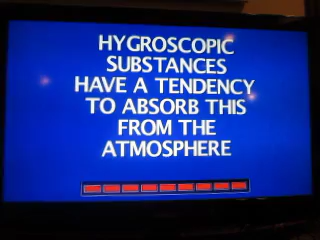 HYGROSCOPIC
SUBSTANCES
HAVE A TENDENCY
TO ABSORB THIS
FROM THE
ATMOSPHERE